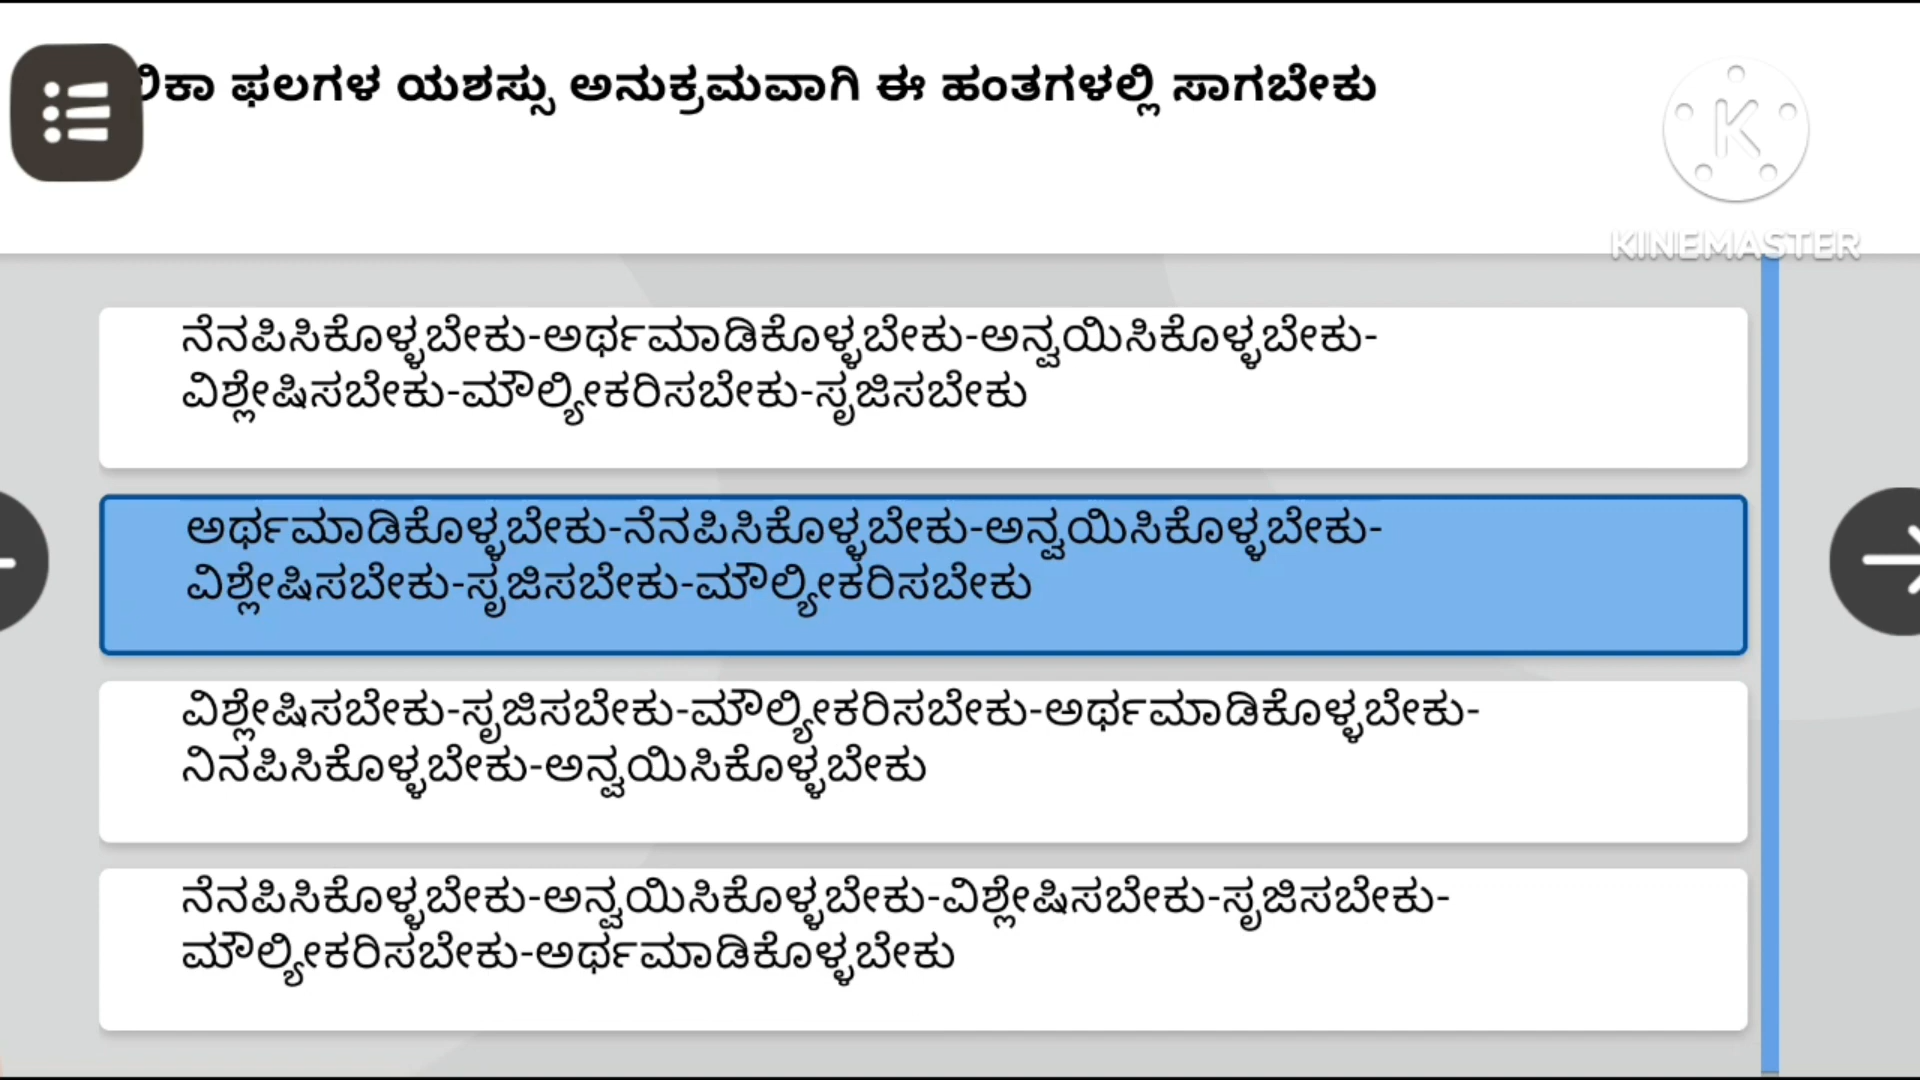 ಫಲಗಳ ಯಶಸ್ಸು ಅನುಕ್ರಮವಾಗಿ ಈ ಹಂತಗಳಲ್ಲಿ ಸಾಗಬೇಕು
KINEMASTER
ನೆನಪಿಸಿಕೊಳ್ಳಬೇಕು-ಅರ್ಥಮಾಡಿಕೊಳ್ಳಬೇಕು-ಅನ್ವಯಿಸಿಕೊಳ್ಳಬೇಕು-
ವಿಶ್ಲೇಷಿಸಬೇಕು-ಮೌಲ್ಯೀಕರಿಸಬೇಕು-ಸೃಜಿಸಬೇಕು
ಅರ್ಥಮಾಡಿಕೊಳ್ಳಬೇಕು-ನೆನಪಿಸಿಕೊಳ್ಳಬೇಕು-ಅನ್ವಯಿಸಿಕೊಳ್ಳಬೇಕು-
ವಿಶ್ಲೇಷಿಸಬೇಕು-ಸೃಜಿಸಬೇಕು-ಮೌಲ್ಯೀಕರಿಸಬೇಕು
ವಿಶ್ಲೇಷಿಸಬೇಕು-ಸೃಜಿಸಬೇಕು-ಮೌಲ್ಯೀಕರಿಸಬೇಕು-ಅರ್ಥಮಾಡಿಕೊಳ್ಳಬೇಕು-
ನಿನಪಿಸಿಕೊಳ್ಳಬೇಕು-ಅನ್ವಯಿಸಿಕೊಳ್ಳಬೇಕು
ನೆನಪಿಸಿಕೊಳ್ಳಬೇಕು-ಅನ್ವಯಿಸಿಕೊಳ್ಳಬೇಕು-ವಿಶ್ಲೇಷಿಸಬೇಕು-ಸೃಜಿಸಬೇಕು-
ಮೌಲ್ಯೀಕರಿಸಬೇಕು-ಅರ್ಥಮಾಡಿಕೊಳ್ಳಬೇಕು